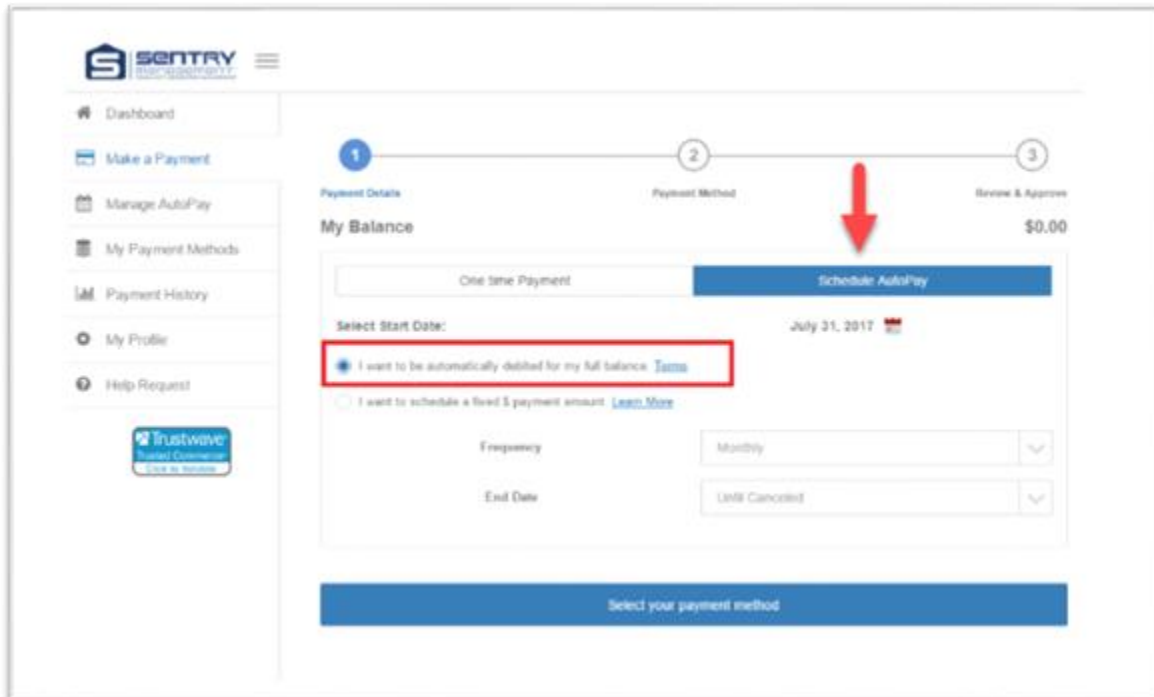 SENTRY
management
Dashboard
Make a Payment
Manage AutoPay
My Payment Methods
Payment History
My Profile
Help Request
Trustwave
Trusted Commerce
Click to Validate
1
2
3
Payment Details
Payment Method
Review & Approve
My Balance
$0.00
One time Payment
Schedule AutoPay
Select Start Date:
July 31, 2017
I want to be automatically debited for my full balance. Terms
I want to schedule a fixed $ payment amount. Learn More
Frequency
Monthly
End Date
Until Canceled
Select your payment method